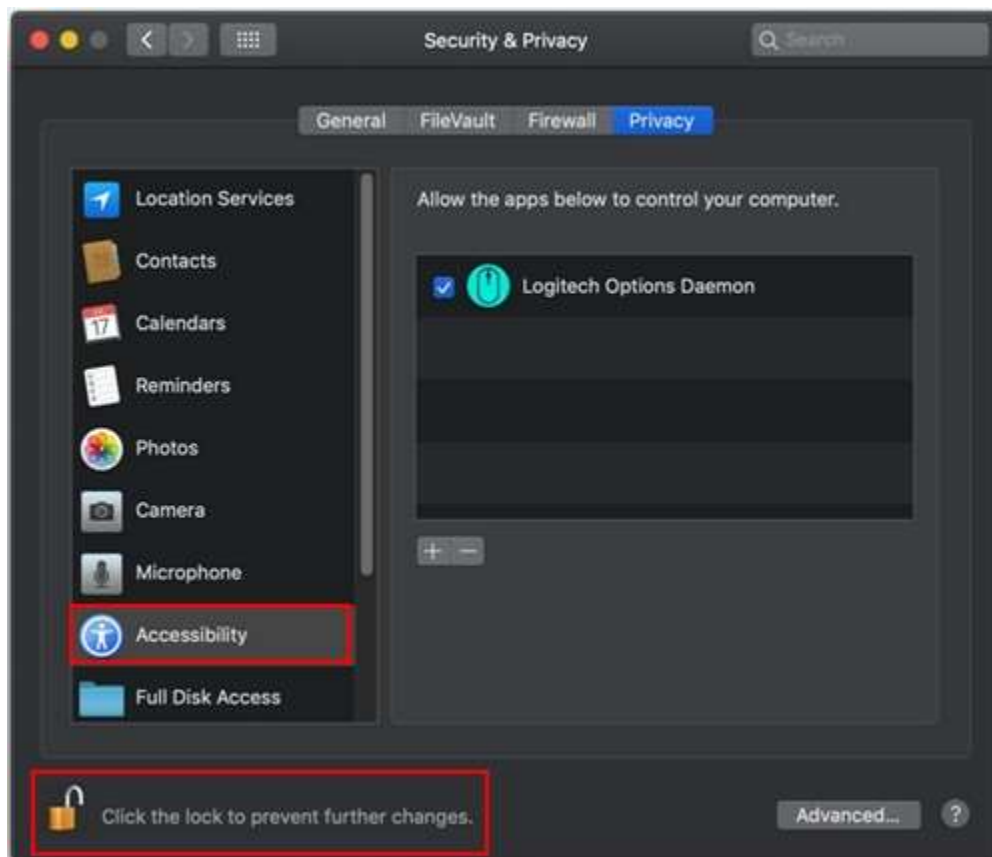 Security & Privacy
Search
General FileVault Firewall Privacy
Location Services
Contacts
17
Calendars
Reminders
Photos
Camera
Microphone
Accessibility
Full Disk Access
Allow the apps below to control your computer.
Logitech Options Daemon
+ −
Click the lock to prevent further changes.
Advanced... ?